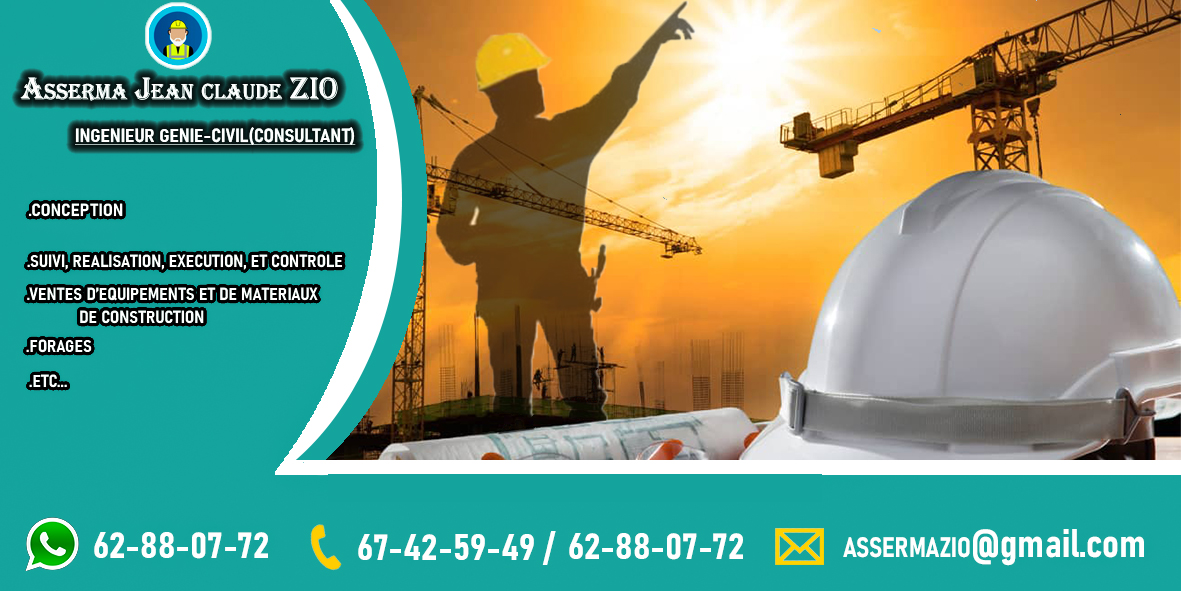 ASSERMA JEAN CLAUDE ZIO
INGENIEUR GENIE-CIVIL(CONSULTANT)
.CONCEPTION
.SUIVI, REALISATION, EXECUTION, ET CONTROLE
.VENTES D'EQUIPEMENTS ET DE MATERIAUX
DE CONSTRUCTION
.FORAGES
.ETC...
62-88-07-72
67-42-59-49 / 62-88-07-72
ASSERMAZIO@gmail.com